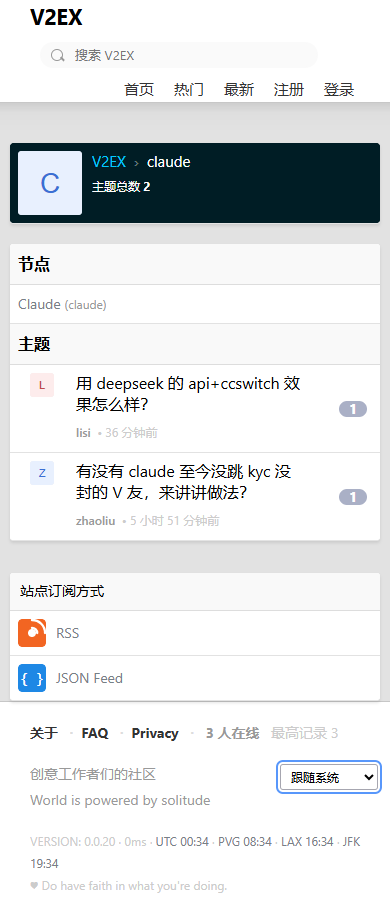 V2EX
搜索 V2EX
首页 热门 最新 注册 登录
C
V2EX › claude
主题总数 2
节点
Claude (claude)
主题
L
用 deepseek 的 api+ccswitch 效
果怎么样?
1
lisi • 36 分钟前
Z
有没有 claude 至今没跳 kyc 没
封的 V 友，来讲讲做法?
1
zhaoliu • 5 小时 51 分钟前
站点订阅方式
RSS
{ } JSON Feed
关于 · FAQ · Privacy · 3 人在线 最高记录 3
创意工作者们的社区
跟随系统
World is powered by solitude
VERSION: 0.0.20 · 0ms · UTC 00:34 · PVG 08:34 · LAX 16:34 · JFK
19:34
♥ Do have faith in what you're doing.